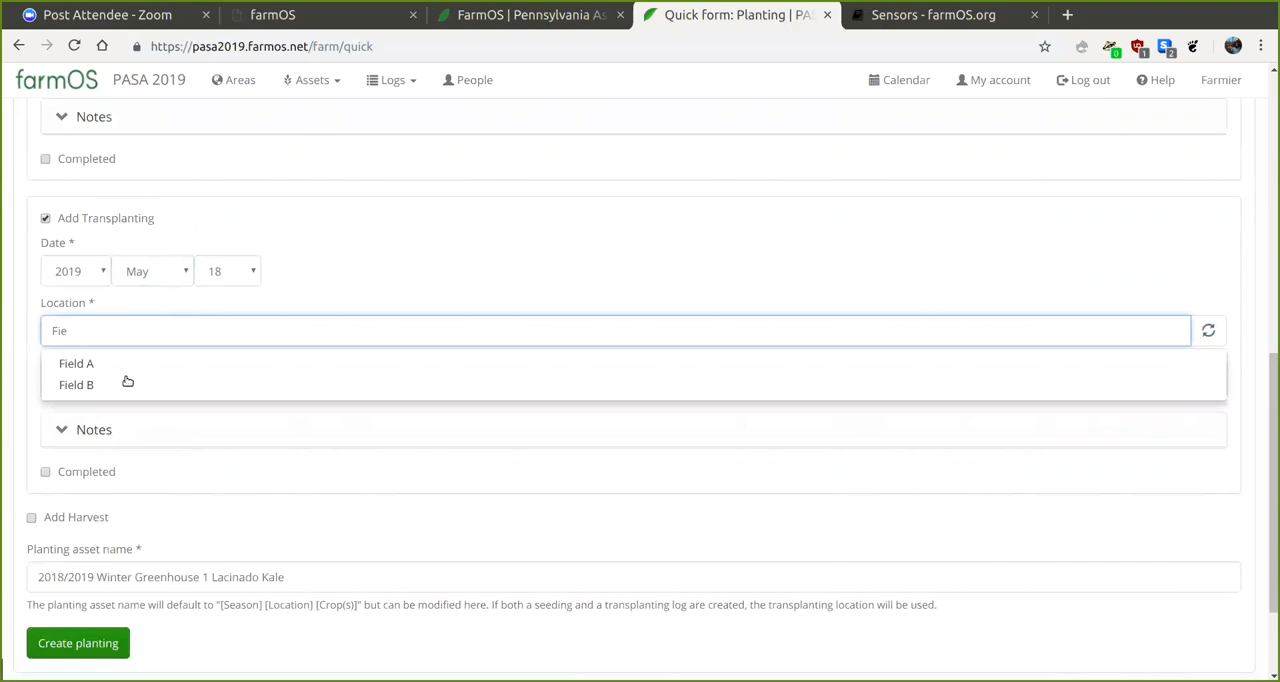 Post Attendee - Zoom
farmOS
FarmOS | Pennsylvania As
Quick form: Planting | PA
Sensors - farmOS.org
https://pasa2019.farmos.net/farm/quick
farmOS PASA 2019 Areas Assets Logs People Calendar My account Log out Help Farmier
Notes
Completed
Add Transplanting
Date *
2019 May 18
Location *
Fie
Field A
Field B
Notes
Completed
Add Harvest
Planting asset name *
2018/2019 Winter Greenhouse 1 Lacinado Kale
The planting asset name will default to "[Season] [Location] [Crop(s)]" but can be modified here. If both a seeding and a transplanting log are created, the transplanting location will be used.
Create planting